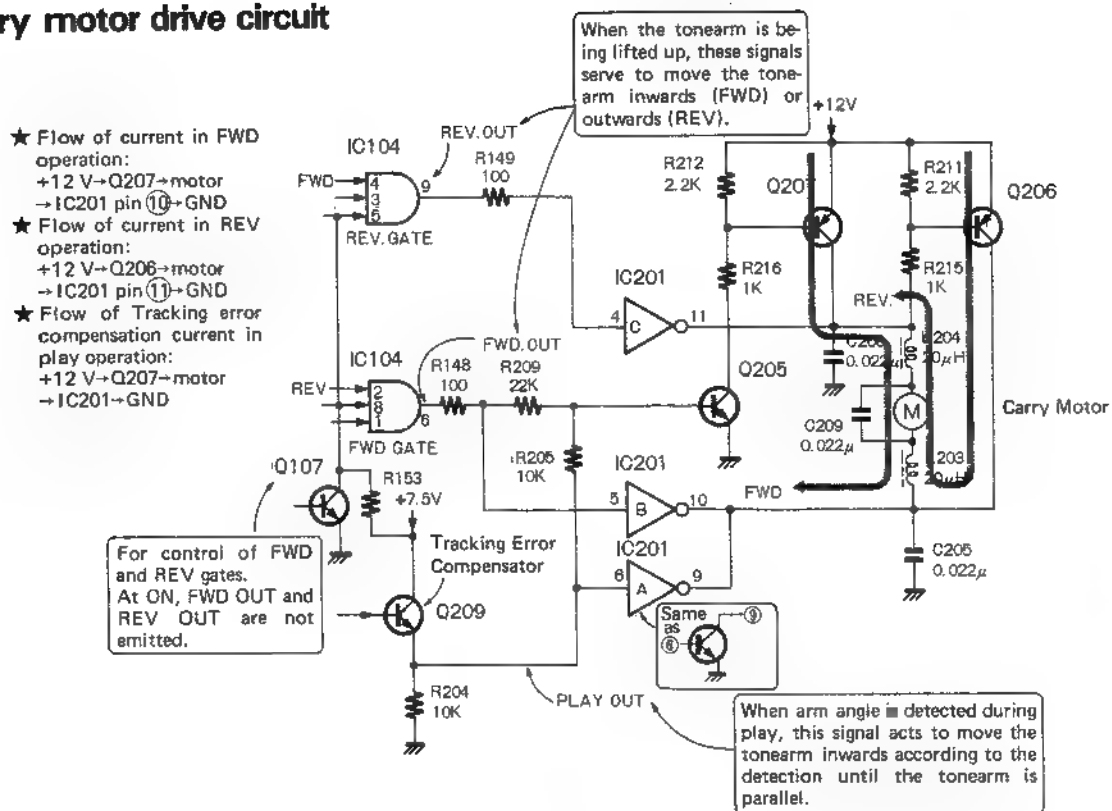 ry motor drive circuit
When the tonearm is be-
ing lifted up, these signals
serve to move the tone-
arm inwards (FWD) or
outwards (REV).
★ Flow of current in FWD
operation:
+12 V→Q207→motor
→IC201 pin ⑩→GND
★ Flow of current in REV
operation:
+12 V→Q206→motor
→IC201 pin ⑪→GND
★ Flow of Tracking error
compensation current in
play operation:
+12 V→Q207→motor
→IC201→GND
+12V
REV. OUT
IC104
R149
100
FWD
4
3
5
9
REV. GATE
R212
2.2K
Q20
R211
2.2K
Q206
R216
1K
R215
1K
REV.
IC201
4
C
11
FWD. OUT
IC104
R148
100
R209
22K
Q205
0.022μ
204
20μH
M
C209
0.022μ
Carry Motor
REV
2
8
1
6
FWD GATE
R205
10K
203
20μH
Q107
R153
+7.5V
IC201
5
B
10
FWD
C205
0.022μ
For control of FWD
and REV gates.
At ON, FWD OUT and
REV OUT are not
emitted.
Tracking Error
Compensator
Q209
IC201
6
A
9
Same
as
⑥
⑨
R204
10K
PLAY OUT
When arm angle is detected during
play, this signal acts to move the
tonearm inwards according to the
detection until the tonearm is
parallel.